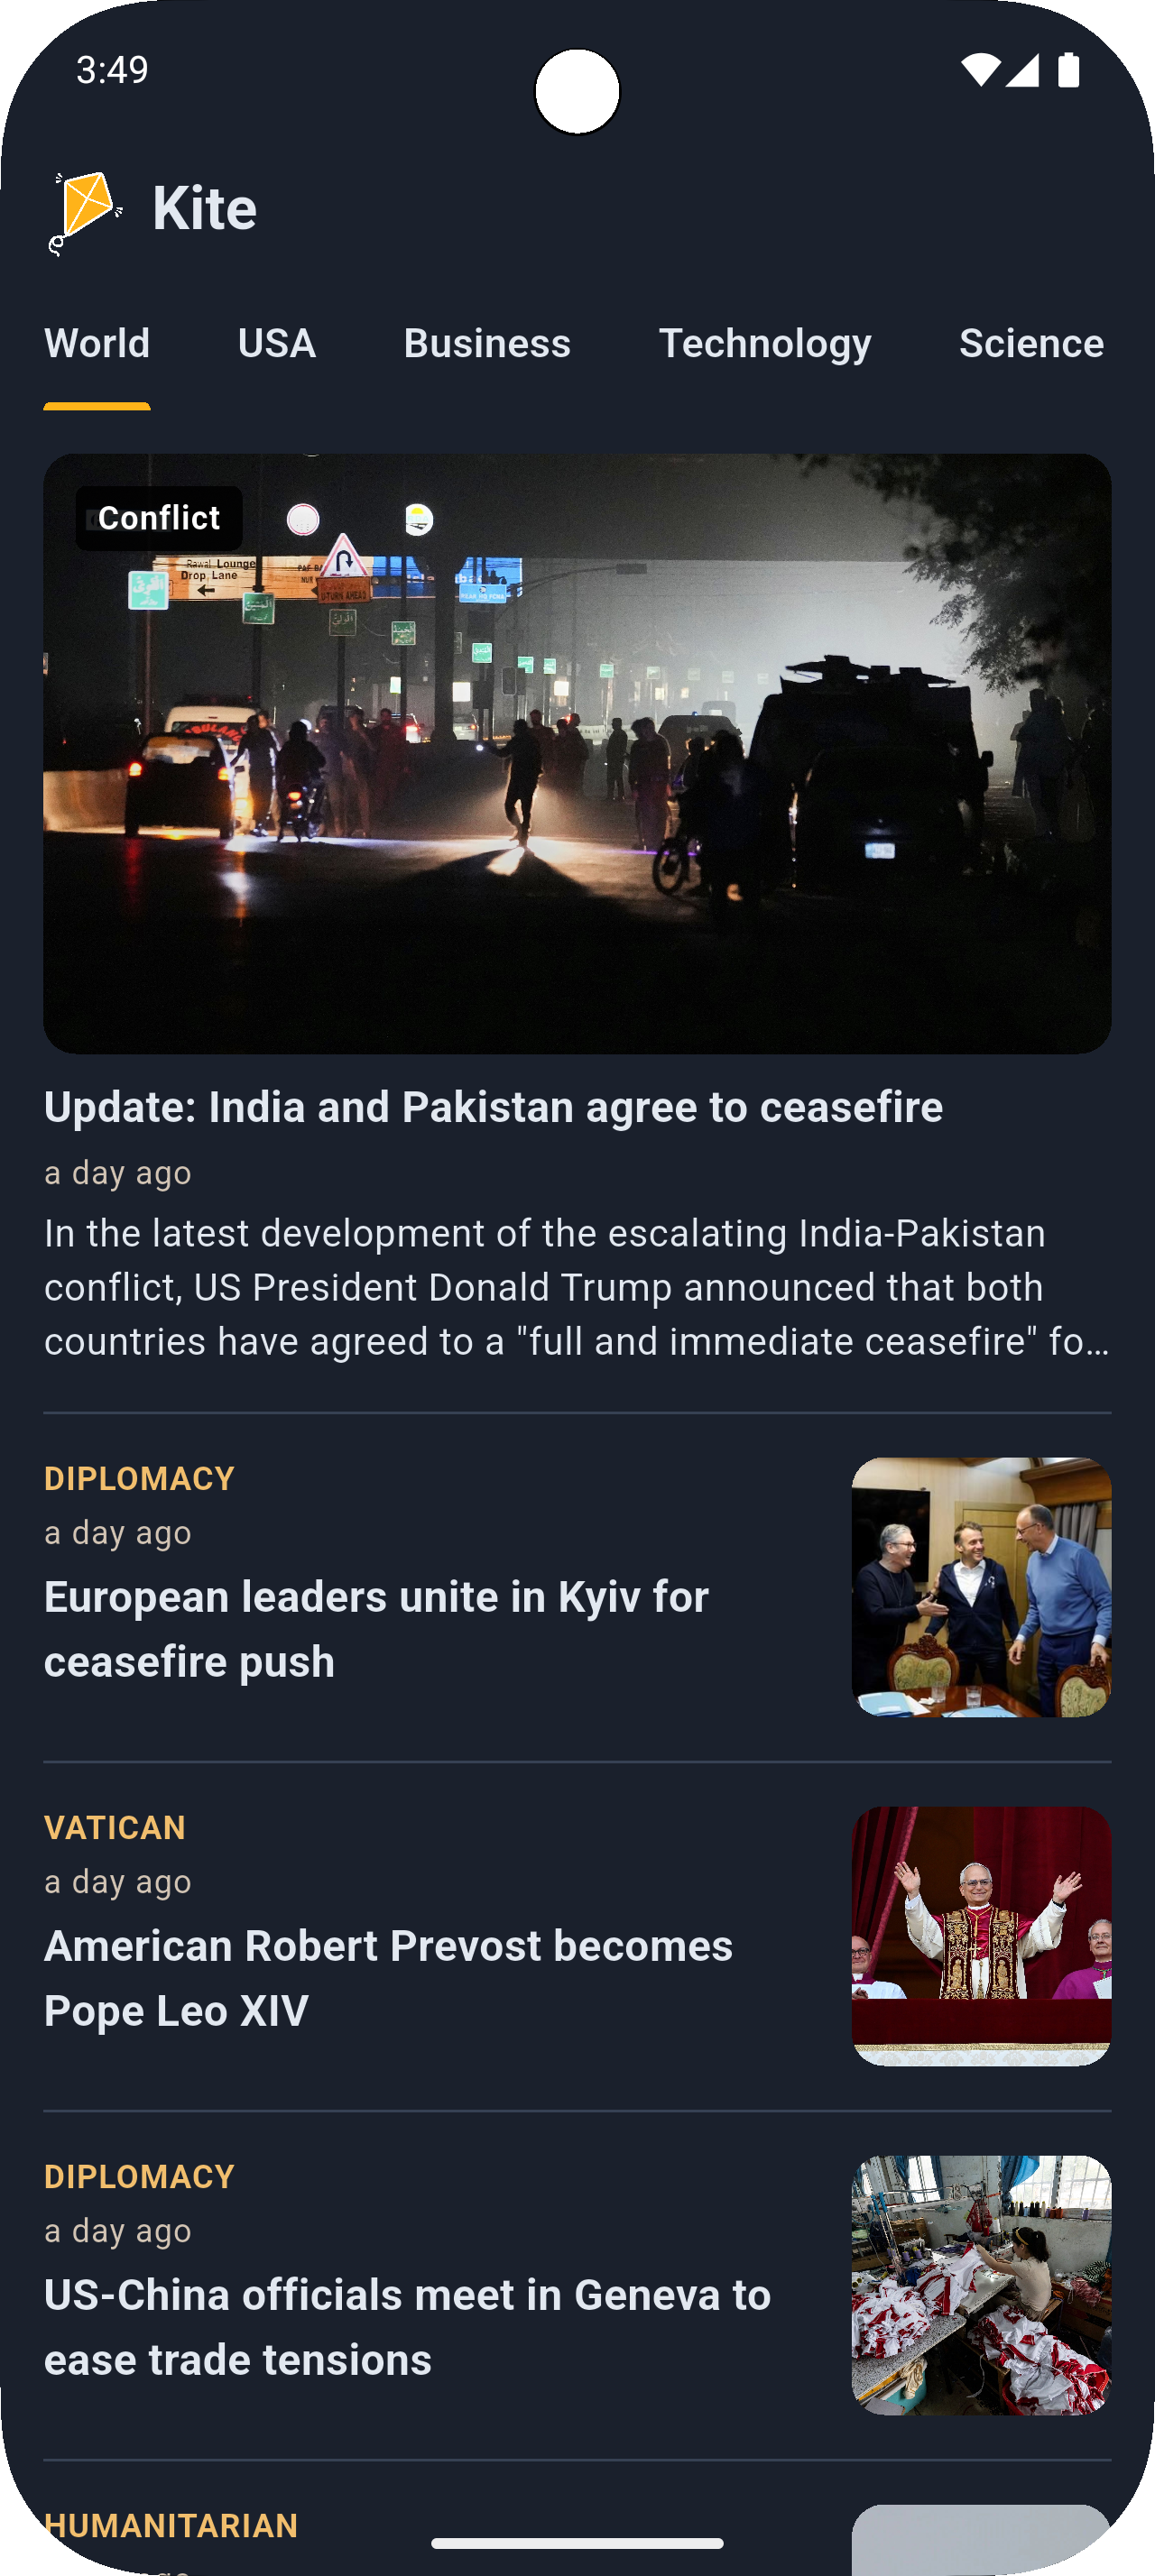 3:49
Kite
World USA Business Technology Science
Conflict
Rawal Lounge
Drop Lane
U-TURN AHEAD
Update: India and Pakistan agree to ceasefire
a day ago
In the latest development of the escalating India-Pakistan
conflict, US President Donald Trump announced that both
countries have agreed to a "full and immediate ceasefire" fo…
DIPLOMACY
a day ago
European leaders unite in Kyiv for
ceasefire push
VATICAN
a day ago
American Robert Prevost becomes
Pope Leo XIV
DIPLOMACY
a day ago
US-China officials meet in Geneva to
ease trade tensions
HUMANITARIAN